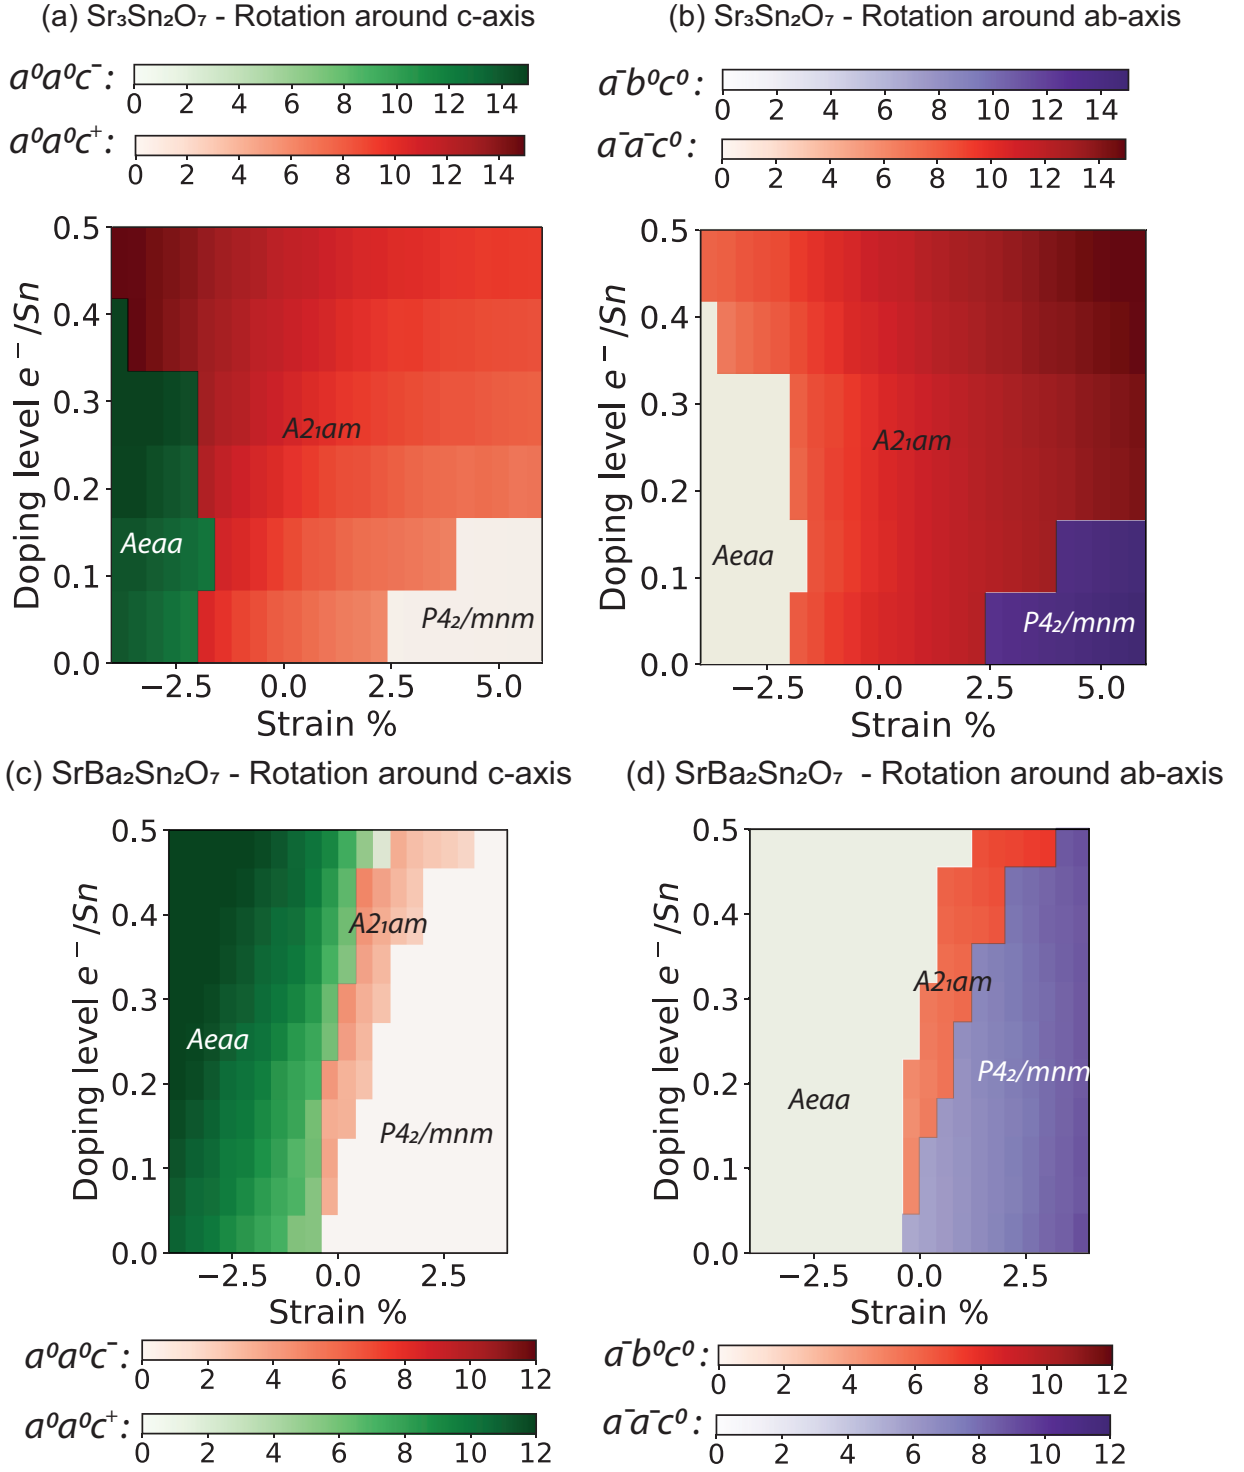 (a) Sr₃Sn₂O₇ - Rotation around c-axis
a⁰a⁰c⁻:
0 2 4 6 8 10 12 14
a⁰a⁰c⁺:
0 2 4 6 8 10 12 14
Doping level e⁻/Sn
0.5
0.4
0.3
0.2
0.1
0.0
A2₁am
Aeaa
P4₂/mnm
−2.5 0.0 2.5 5.0
Strain %
(b) Sr₃Sn₂O₇ - Rotation around ab-axis
a⁻b⁰c⁰:
0 2 4 6 8 10 12 14
a⁻a⁻c⁰:
0 2 4 6 8 10 12 14
Doping level e⁻/Sn
0.5
0.4
0.3
0.2
0.1
0.0
A2₁am
Aeaa
P4₂/mnm
−2.5 0.0 2.5 5.0
Strain %
(c) SrBa₂Sn₂O₇ - Rotation around c-axis
Doping level e⁻/Sn
0.5
0.4
0.3
0.2
0.1
0.0
A2₁am
Aeaa
P4₂/mnm
−2.5 0.0 2.5
Strain %
a⁰a⁰c⁻:
0 2 4 6 8 10 12
a⁰a⁰c⁺:
0 2 4 6 8 10 12
(d) SrBa₂Sn₂O₇ - Rotation around ab-axis
Doping level e⁻/Sn
0.5
0.4
0.3
0.2
0.1
0.0
A2₁am
P4₂/mnm
Aeaa
−2.5 0.0 2.5
Strain %
a⁻b⁰c⁰:
0 2 4 6 8 10 12
a⁻a⁻c⁰:
0 2 4 6 8 10 12